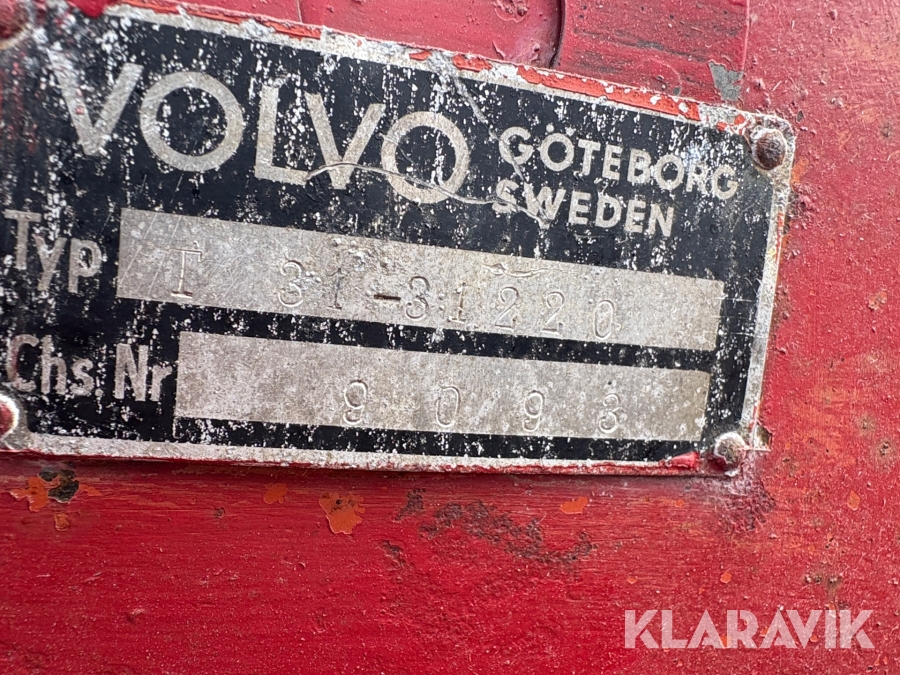 VOLVO GÖTEBORG
SWEDEN
Typ T 31-31220
Chs Nr 9093
KLARAVIK